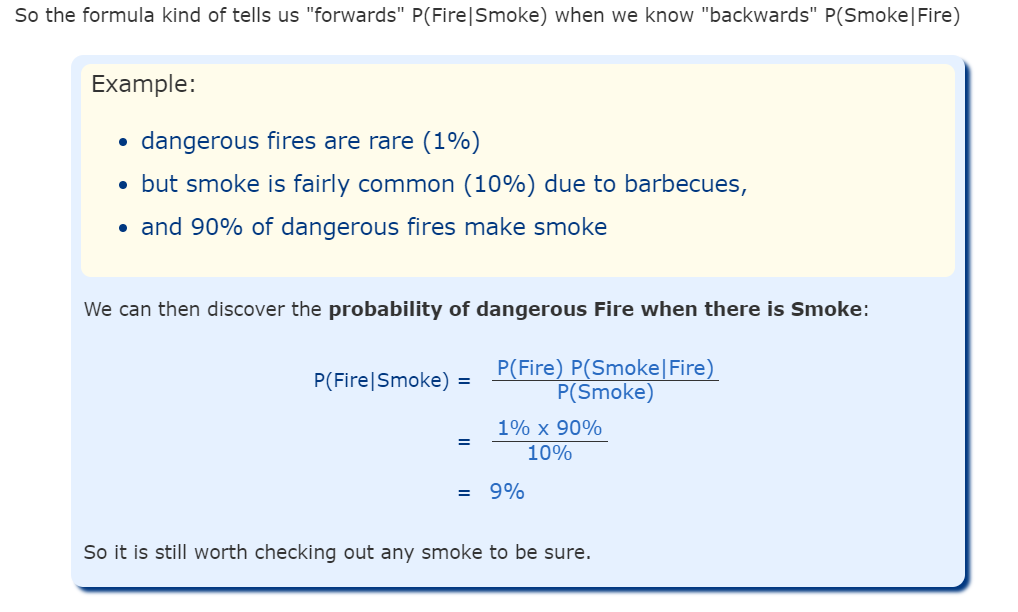 So the formula kind of tells us "forwards" P(Fire|Smoke) when we know "backwards" P(Smoke|Fire)
Example:
• dangerous fires are rare (1%)
• but smoke is fairly common (10%) due to barbecues,
• and 90% of dangerous fires make smoke
We can then discover the probability of dangerous Fire when there is Smoke:
P(Fire|Smoke) = P(Fire) P(Smoke|Fire)
P(Smoke)
= 1% x 90%
10%
= 9%
So it is still worth checking out any smoke to be sure.